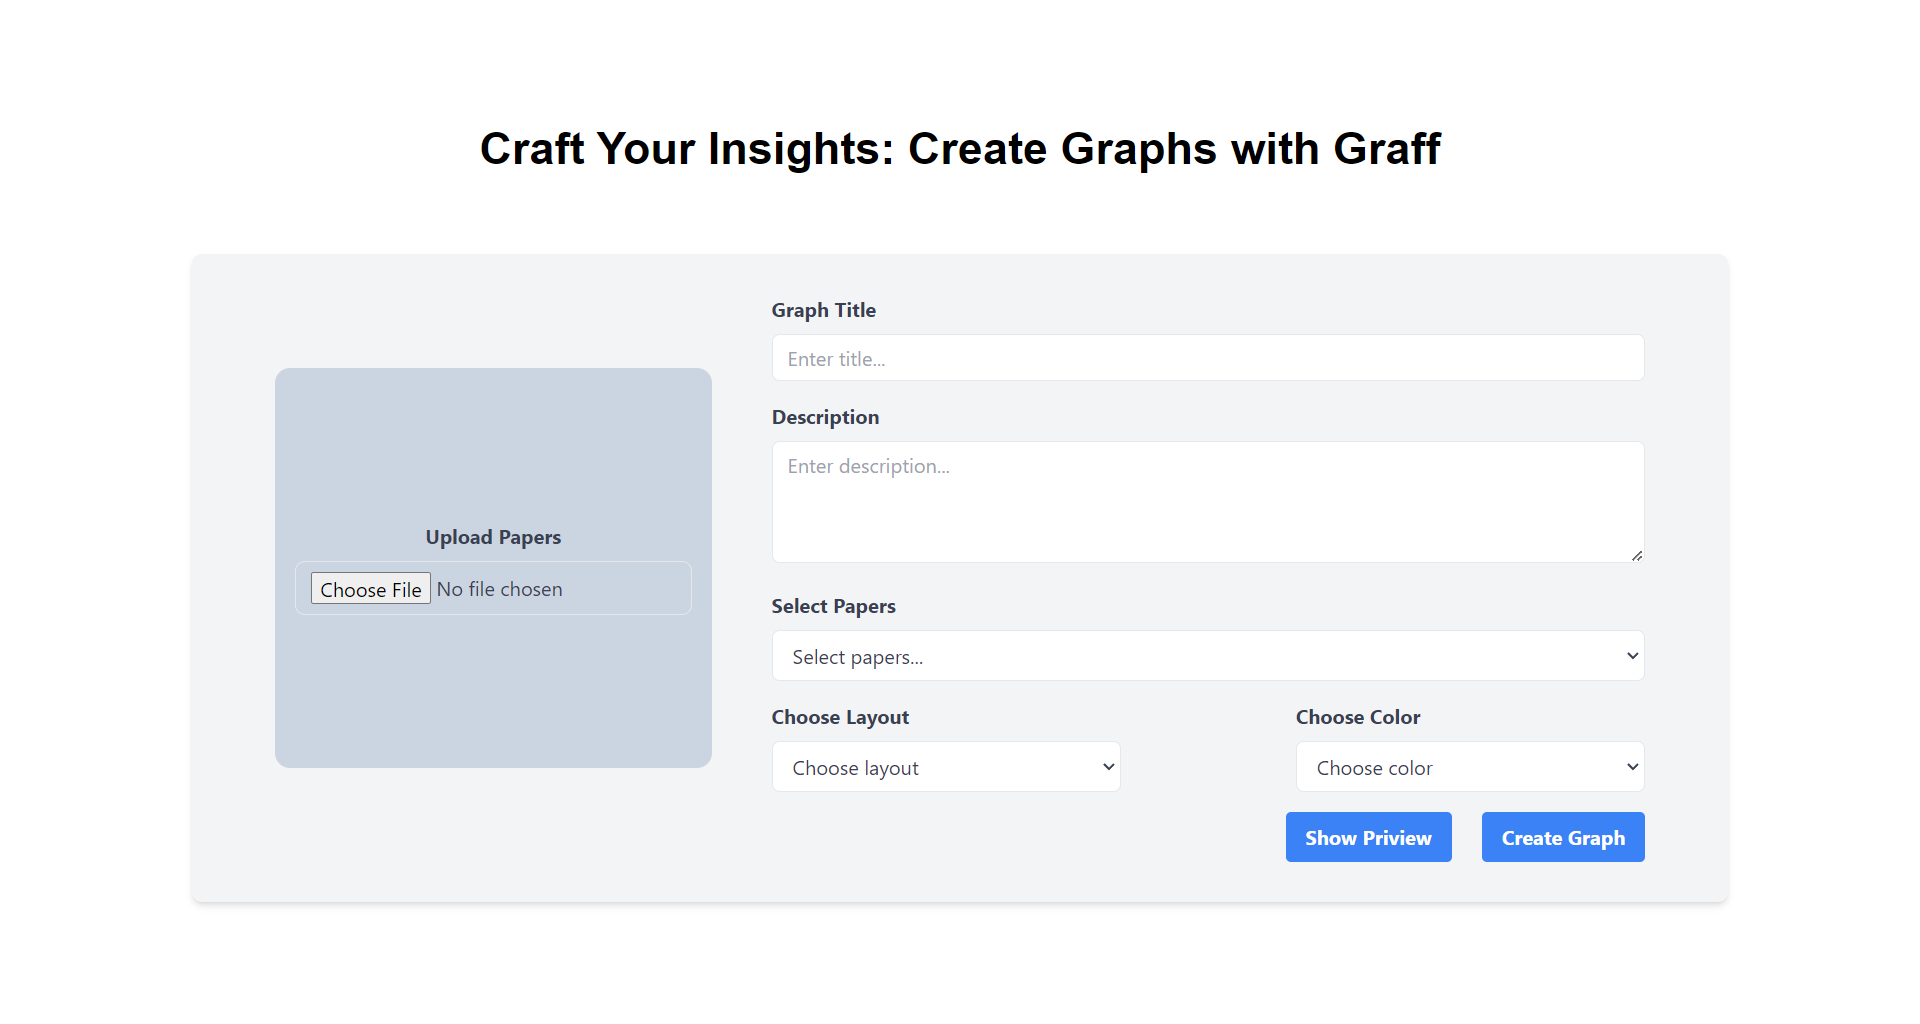 Craft Your Insights: Create Graphs with Graff
Upload Papers
Choose File No file chosen
Graph Title
Enter title...
Description
Enter description...
Select Papers
Select papers...
Choose Layout
Choose layout
Choose Color
Choose color
Show Priview
Create Graph